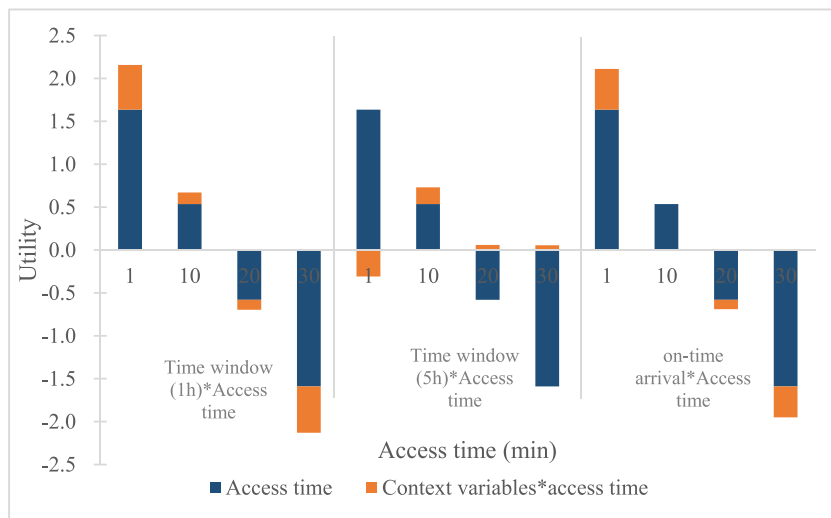 2.5
2.0
1.5
1.0
0.5
0.0
-0.5
-1.0
-1.5
-2.0
-2.5
Utility
1 10 20 30 1 10 20 30 1 10 20 30
Time window
(1h)*Access
time
Time window
(5h)*Access
time
on-time
arrival*Access
time
Access time (min)
Access time Context variables*access time